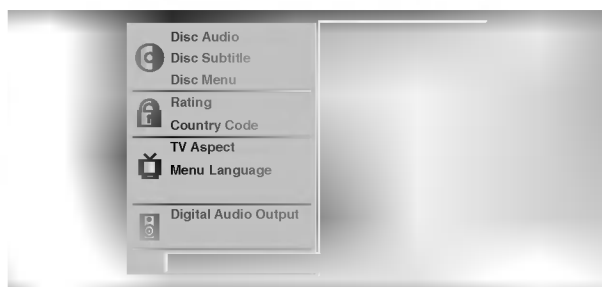 Disc Audio
Disc Subtitle
Disc Menu
Rating
Country Code
TV Aspect
Menu Language
Digital Audio Output